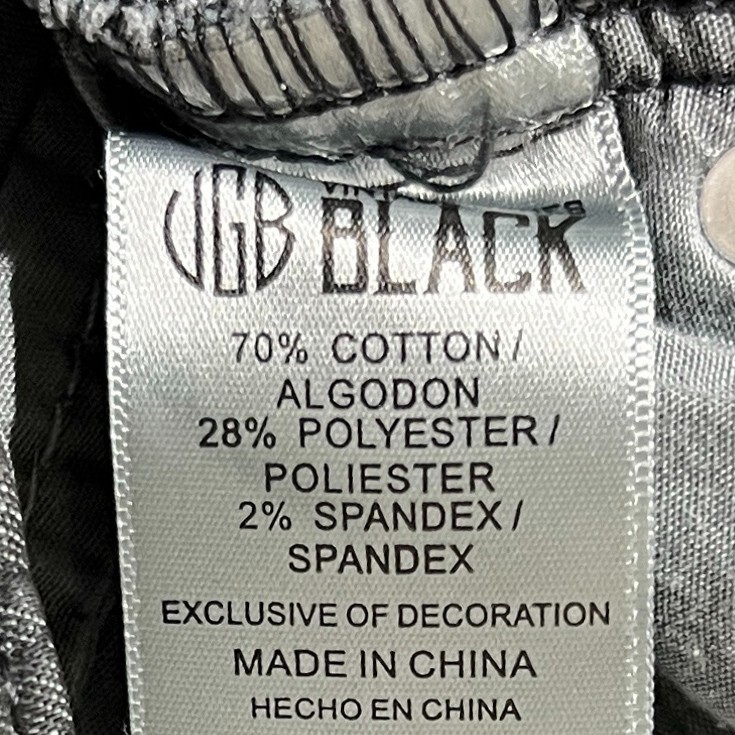 VGB BLACK
70% COTTON /
ALGODON
28% POLYESTER /
POLIESTER
2% SPANDEX /
SPANDEX
EXCLUSIVE OF DECORATION
MADE IN CHINA
HECHO EN CHINA